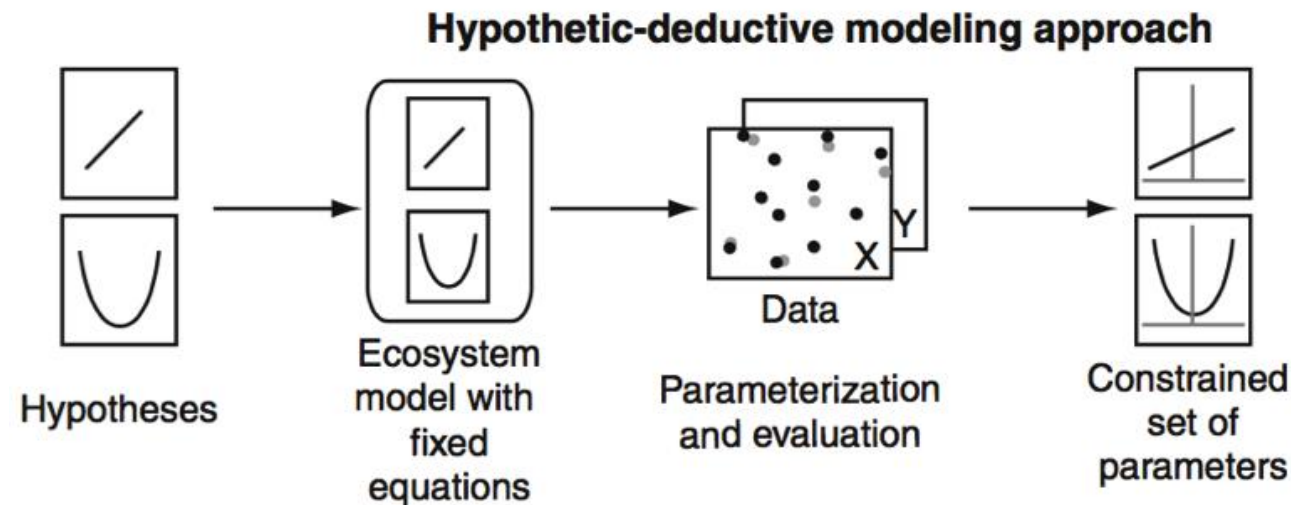 Hypothetic-deductive modeling approach
Hypotheses
Ecosystem
model with
fixed
equations
X
Y
Data
Parameterization
and evaluation
Constrained
set of
parameters